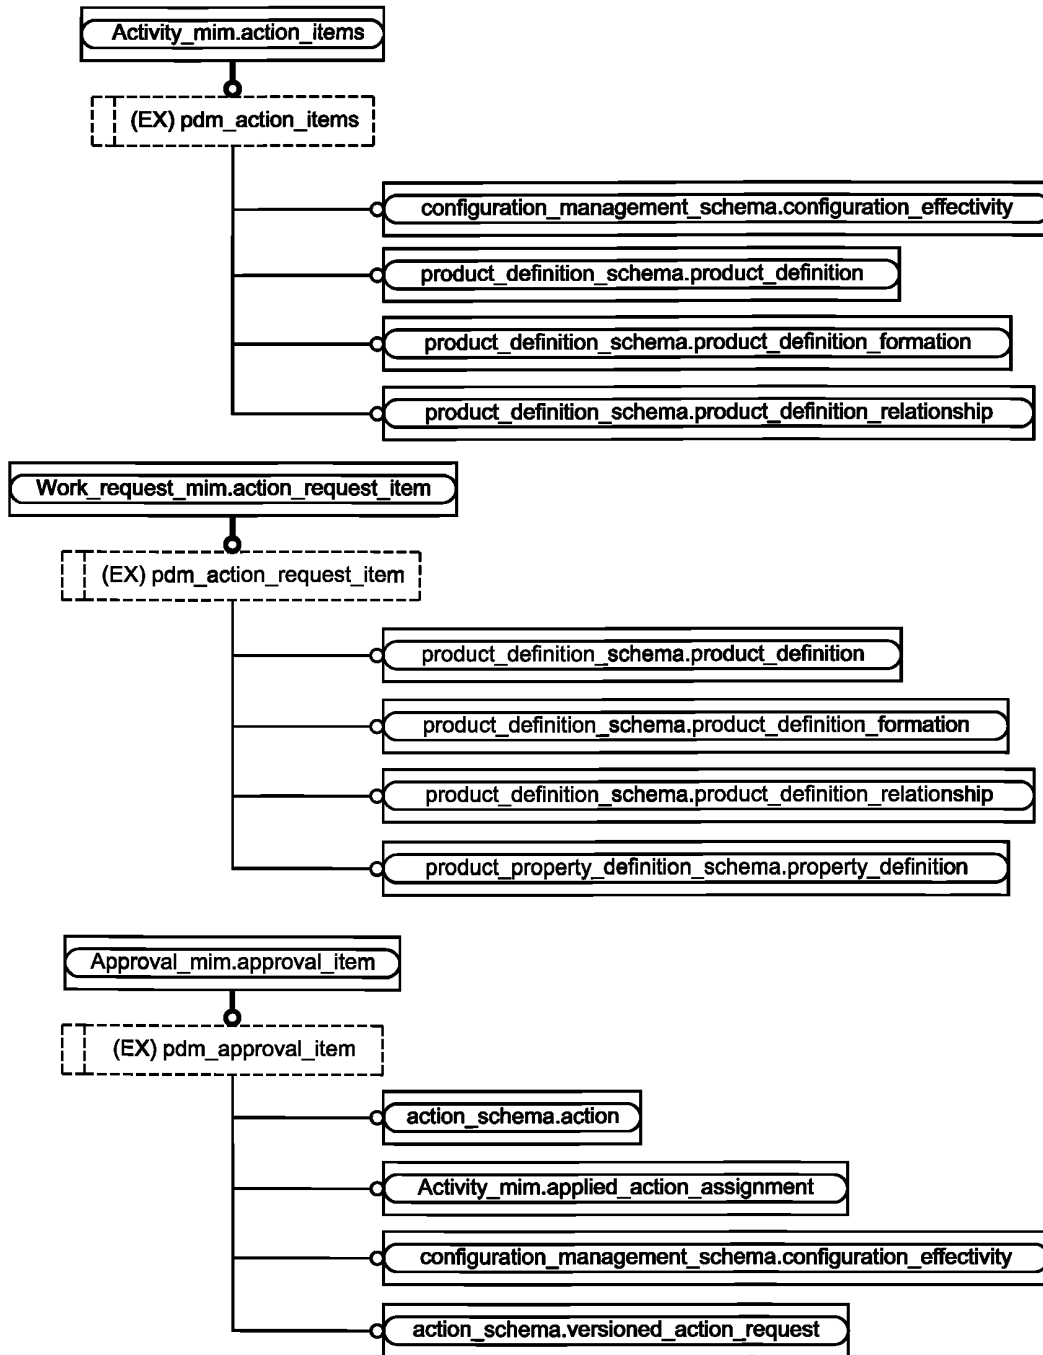 Activity_mim.action_items
(EX) pdm_action_items
configuration_management_schema.configuration_effectivity
product_definition_schema.product_definition
product_definition_schema.product_definition_formation
product_definition_schema.product_definition_relationship
Work_request_mim.action_request_item
(EX) pdm_action_request_item
product_definition_schema.product_definition
product_definition_schema.product_definition_formation
product_definition_schema.product_definition_relationship
product_property_definition_schema.property_definition
Approval_mim.approval_item
(EX) pdm_approval_item
action_schema.action
Activity_mim.applied_action_assignment
configuration_management_schema.configuration_effectivity
action_schema.versioned_action_request